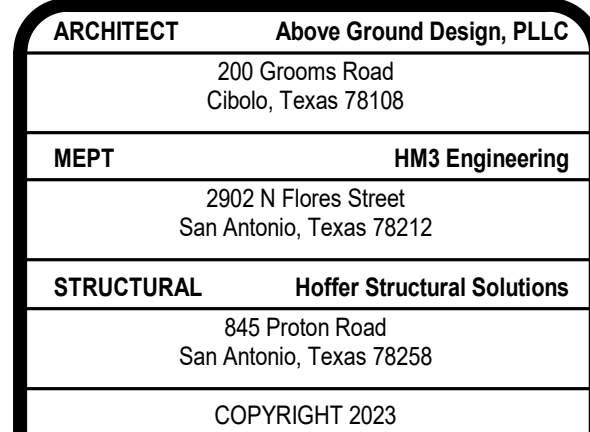 ARCHITECT Above Ground Design, PLLC
200 Grooms Road
Cibolo, Texas 78108
MEPT HM3 Engineering
2902 N Flores Street
San Antonio, Texas 78212
STRUCTURAL Hoffer Structural Solutions
845 Proton Road
San Antonio, Texas 78258
COPYRIGHT 2023